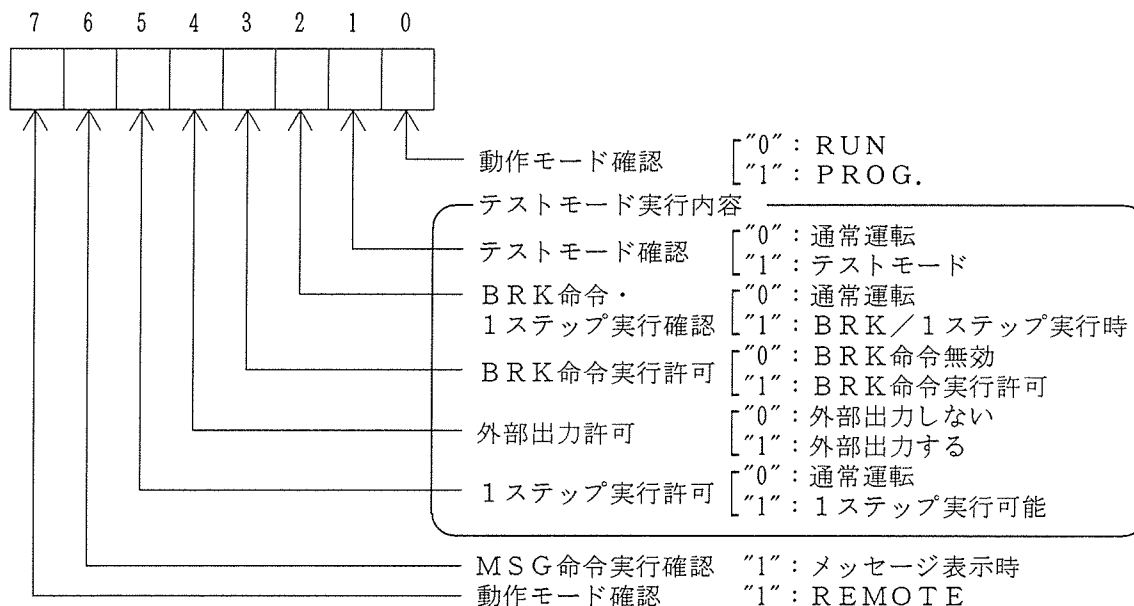 7 6 5 4 3 2 1 0
動作モード確認 "0"：RUN
"1"：PROG.
テストモード実行内容
テストモード確認 "0"：通常運転
"1"：テストモード
BRK命令・ "0"：通常運転
1ステップ実行確認 "1"：BRK／1ステップ実行時
BRK命令実行許可 "0"：BRK命令無効
"1"：BRK命令実行許可
外部出力許可 "0"：外部出力しない
"1"：外部出力する
1ステップ実行許可 "0"：通常運転
"1"：1ステップ実行可能
MSG命令実行確認 "1"：メッセージ表示時
動作モード確認 "1"：REMOTE